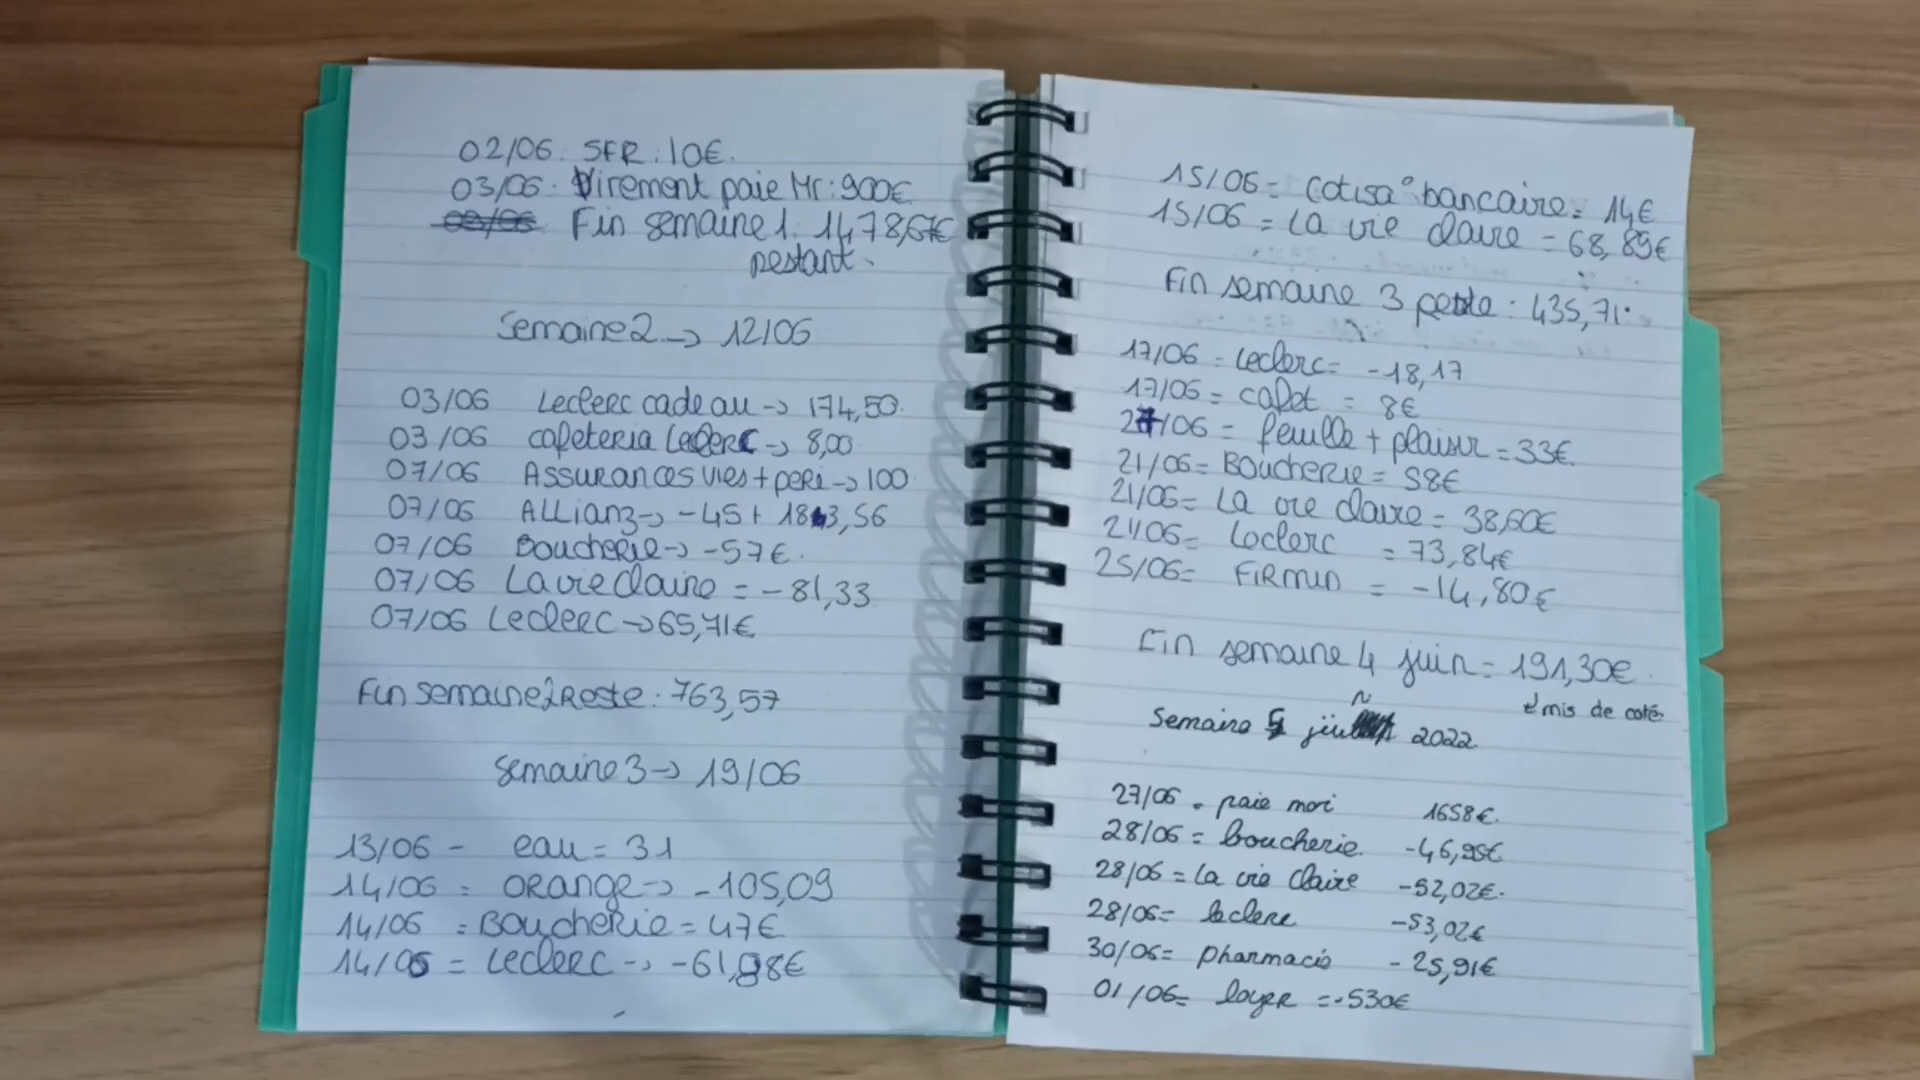 02/06. SFR : 10€.
03/06. Virement paie Mr : 900€
Fin semaine 1. 1478,67€
restant.
Semaine 2 -> 12/06
03/06 Leclerc cadeau -> 174,50.
03/06 cafeteria Leclerc -> 8,00
07/06 Assurances vies + peri -> 100
07/06 Allianz -> -45 + 183,56
07/06 Boucherie -> -57€.
07/06 La vie claire = -81,33
07/06 Leclerc -> 65,71€
Fin semaine 2 Reste : 763,57
Semaine 3 -> 19/06
13/06 - eau = 31
14/06 = Orange -> -105,09
14/06 = Boucherie = 47€
14/06 = Leclerc -> -61,98€
15/06 = cotisa° bancaire = 14€
15/06 = La vie claire = 68,89€
Fin semaine 3 reste : 435,71.
17/06 = Leclerc = -18,17
17/06 = cafet = 8€
21/06 = feuille + plaisir = 33€.
21/06 = Boucherie = 58€
21/06 = La vie claire = 38,60€
21/06 = Leclerc = 73,84€
25/06 = Firmin = -14,80€
Fin semaine 4 juin = 191,30€
mis de coté
Semaine 5 juin 2022
27/06 . paie moi 1658€.
28/06 = boucherie. -46,95€
28/06 = La vie claire -52,02€.
28/06 = leclerc -53,02€
30/06 = pharmacie - 25,91€
01/06 = loyer = -530€